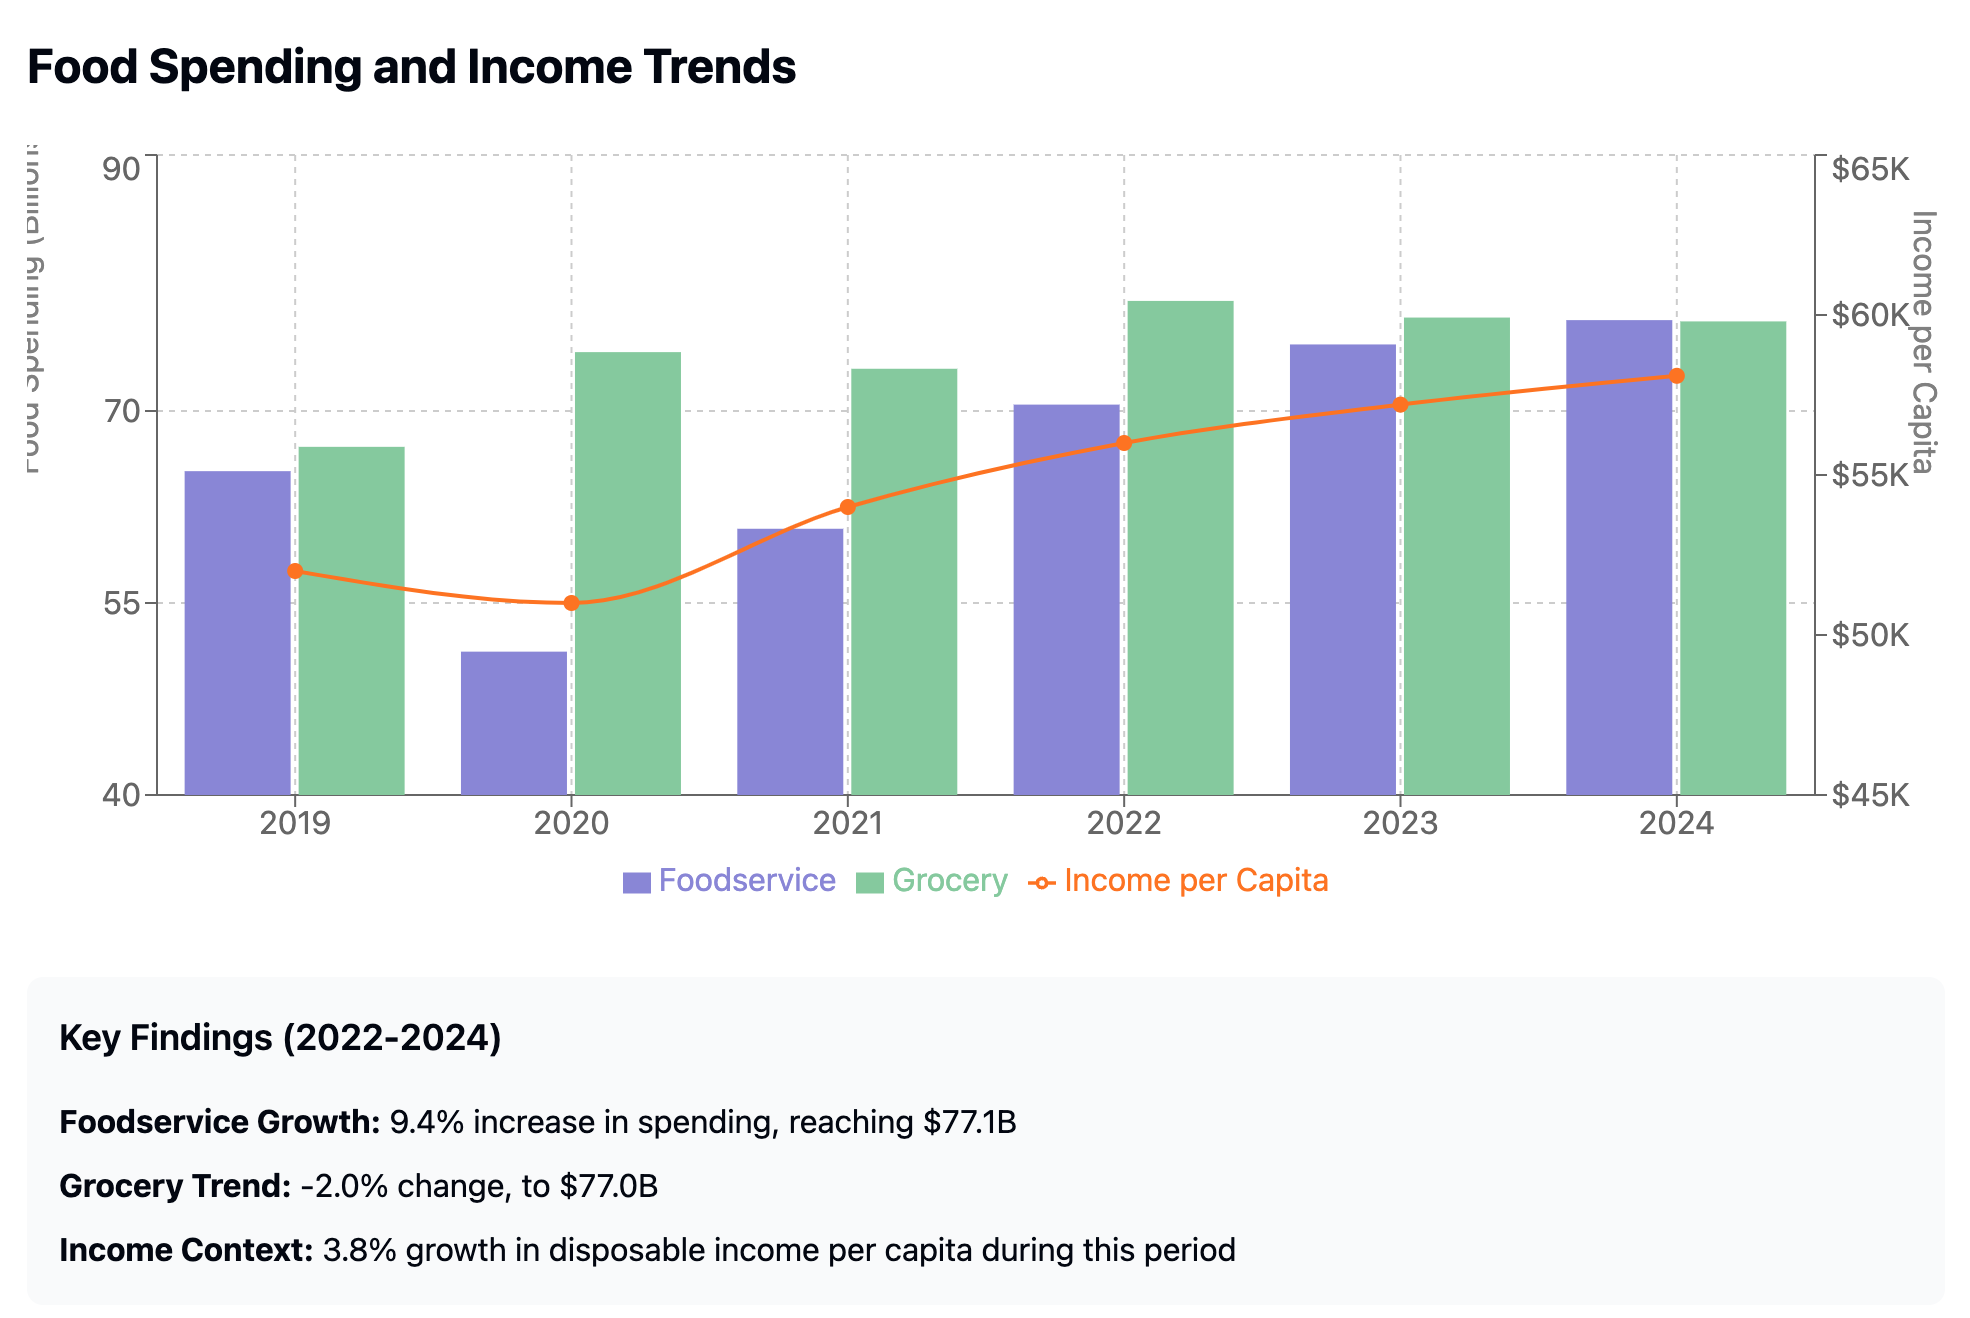 Food Spending and Income Trends
Food Spending (billions
90
70
55
40
$65K
$60K
$55K
$50K
$45K
Income per Capita
2019 2020 2021 2022 2023 2024
Foodservice Grocery Income per Capita
Key Findings (2022-2024)
Foodservice Growth: 9.4% increase in spending, reaching $77.1B
Grocery Trend: -2.0% change, to $77.0B
Income Context: 3.8% growth in disposable income per capita during this period